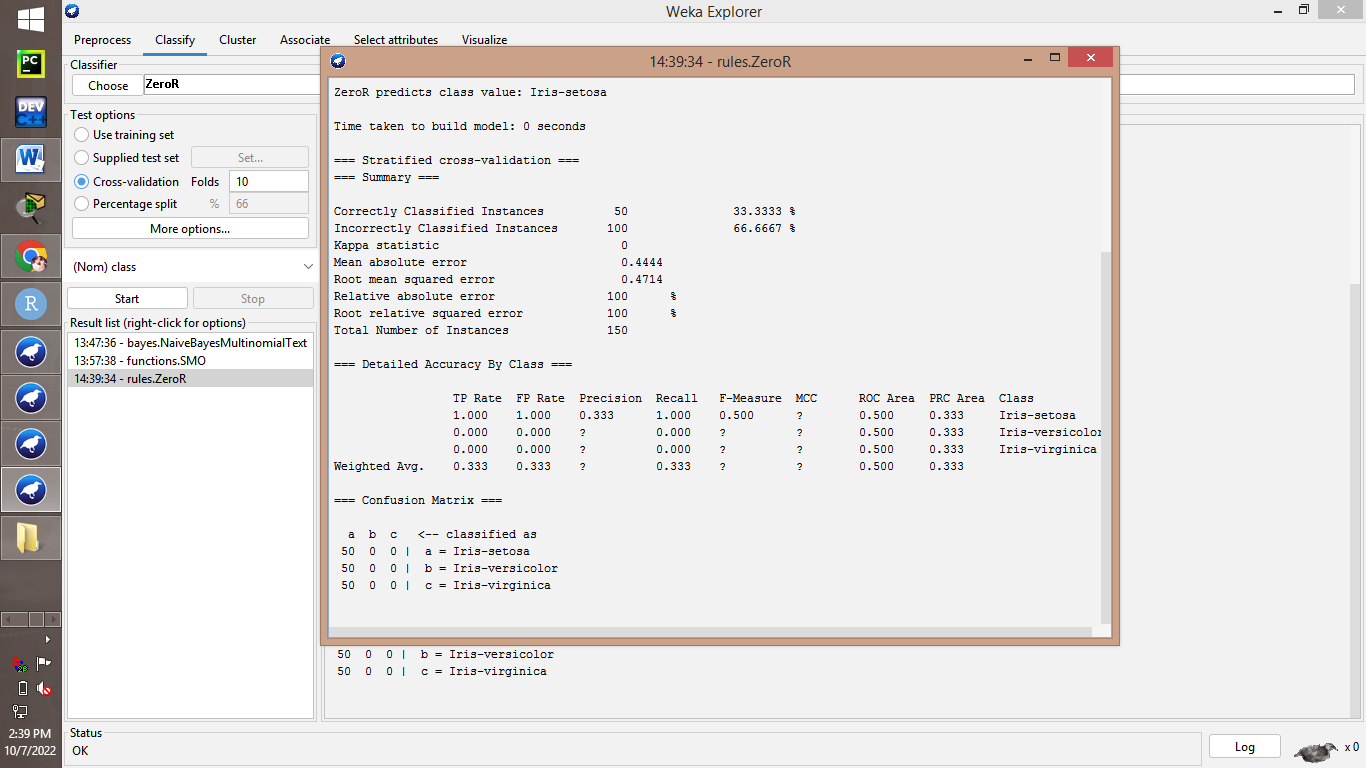 Weka Explorer
Preprocess Classify Cluster Associate Select attributes Visualize
Classifier
Choose ZeroR
Test options
Use training set
Supplied test set Set...
Cross-validation Folds 10
Percentage split % 66
More options...
(Nom) class
Start Stop
Result list (right-click for options)
13:47:36 - bayes.NaiveBayesMultinomialText
13:57:38 - functions.SMO
14:39:34 - rules.ZeroR
14:39:34 - rules.ZeroR
ZeroR predicts class value: Iris-setosa
Time taken to build model: 0 seconds
=== Stratified cross-validation ===
=== Summary ===
Correctly Classified Instances 50 33.3333 %
Incorrectly Classified Instances 100 66.6667 %
Kappa statistic 0
Mean absolute error 0.4444
Root mean squared error 0.4714
Relative absolute error 100 %
Root relative squared error 100 %
Total Number of Instances 150
=== Detailed Accuracy By Class ===
TP Rate FP Rate Precision Recall F-Measure MCC ROC Area PRC Area Class
1.000 1.000 0.333 1.000 0.500 ? 0.500 0.333 Iris-setosa
0.000 0.000 ? 0.000 ? ? 0.500 0.333 Iris-versicolor
0.000 0.000 ? 0.000 ? ? 0.500 0.333 Iris-virginica
Weighted Avg. 0.333 0.333 ? 0.333 ? ? 0.500 0.333
=== Confusion Matrix ===
a b c <-- classified as
50 0 0 | a = Iris-setosa
50 0 0 | b = Iris-versicolor
50 0 0 | c = Iris-virginica
50 0 0 | b = Iris-versicolor
50 0 0 | c = Iris-virginica
Status
OK
Log
x 0
PC
DEV
C++
W
R
2:39 PM
10/7/2022